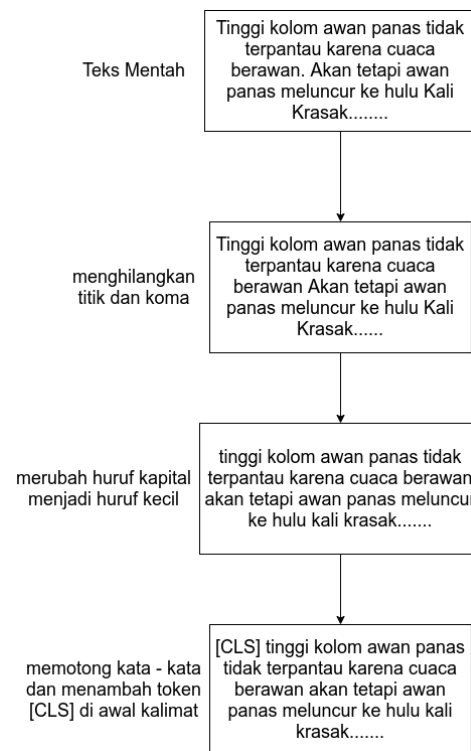 Teks Mentah
Tinggi kolom awan panas tidak
terpantau karena cuaca
berawan. Akan tetapi awan
panas meluncur ke hulu Kali
Krasak........
menghilangkan
titik dan koma
Tinggi kolom awan panas tidak
terpantau karena cuaca
berawan Akan tetapi awan
panas meluncur ke hulu Kali
Krasak......
merubah huruf kapital
menjadi huruf kecil
tinggi kolom awan panas tidak
terpantau karena cuaca berawan
akan tetapi awan panas meluncur
ke hulu kali krasak.......
memotong kata - kata
dan menambah token
[CLS] di awal kalimat
[CLS] tinggi kolom awan panas
tidak terpantau karena cuaca
berawan akan tetapi awan
panas meluncur ke hulu kali
krasak.......